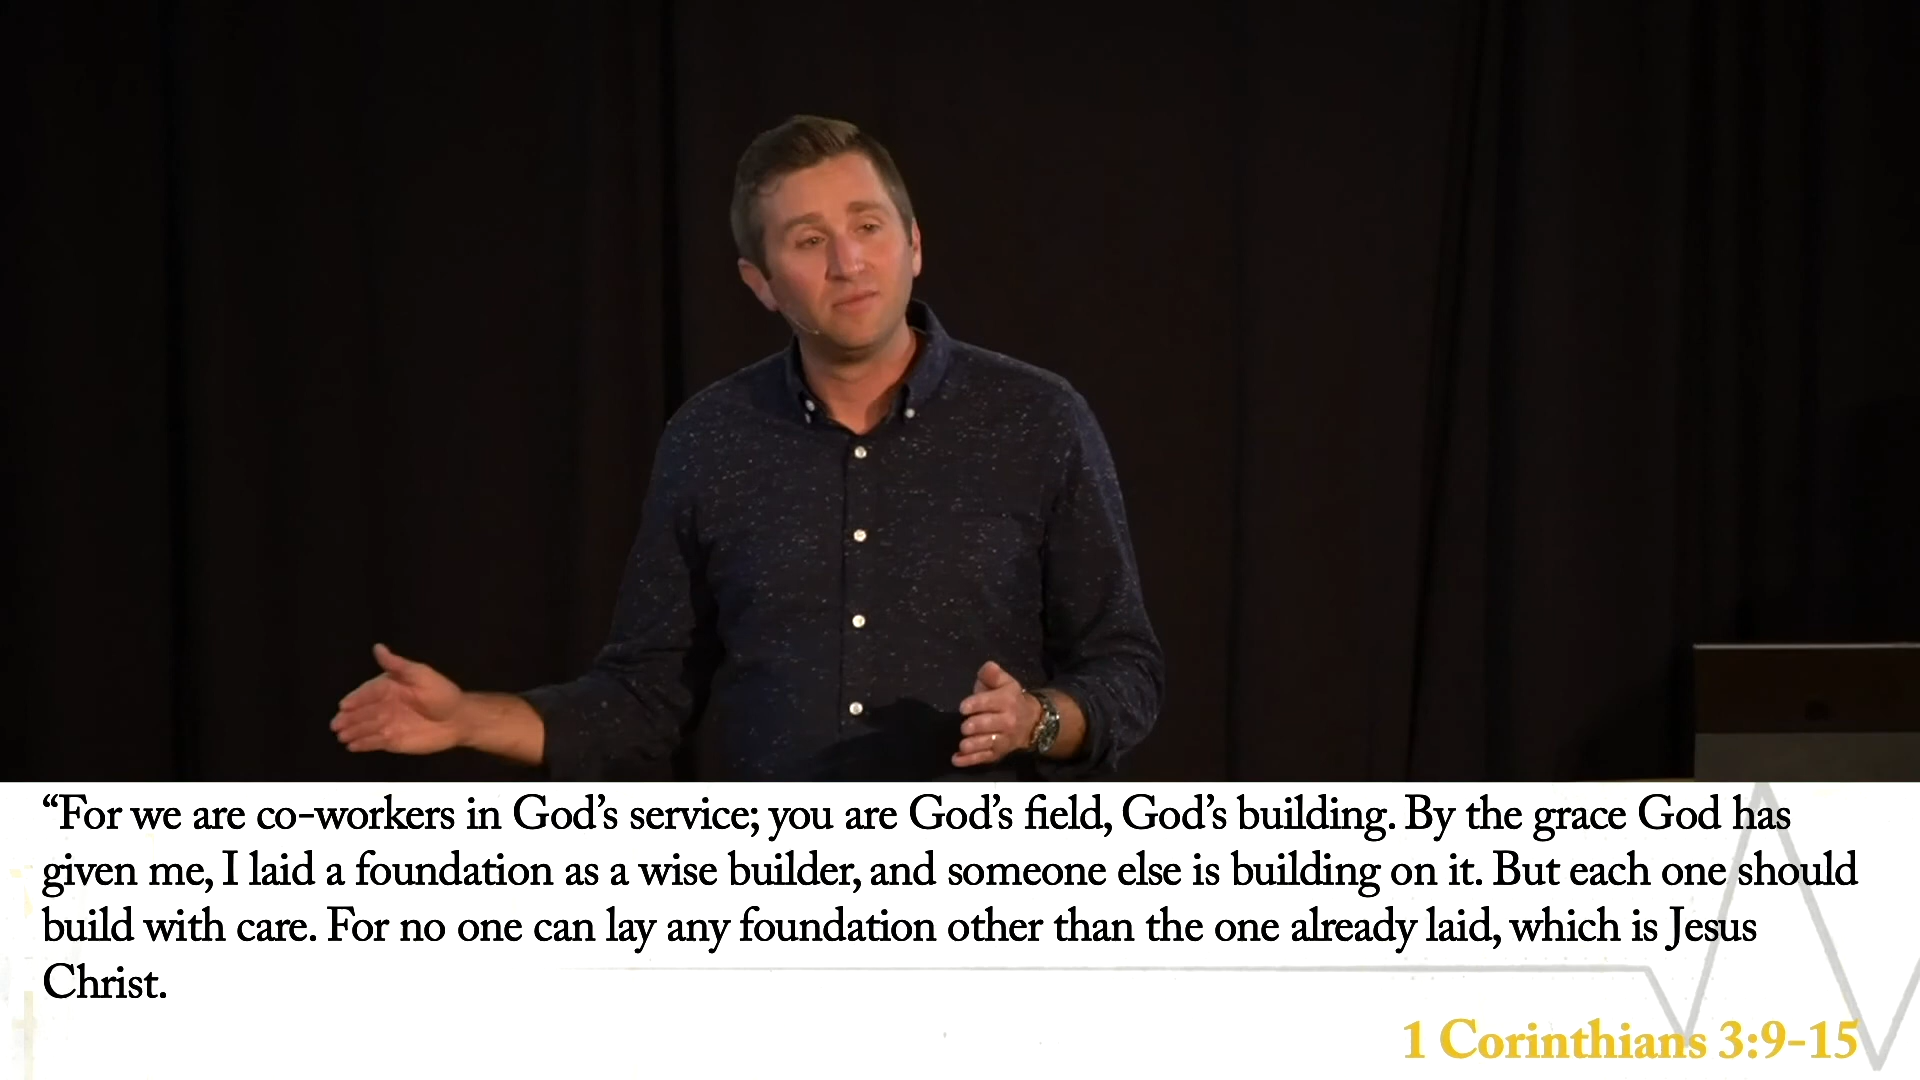 “For we are co-workers in God’s service; you are God’s field, God’s building. By the grace God has
given me, I laid a foundation as a wise builder, and someone else is building on it. But each one should
build with care. For no one can lay any foundation other than the one already laid, which is Jesus
Christ.
1 Corinthians 3:9-15